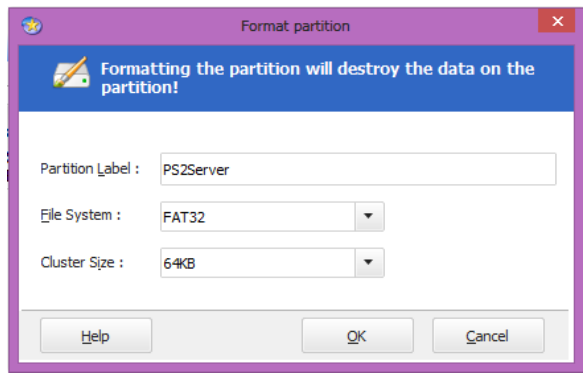 Format partition
Formatting the partition will destroy the data on the
partition!
Partition Label : PS2Server
File System : FAT32
Cluster Size : 64KB
Help OK Cancel